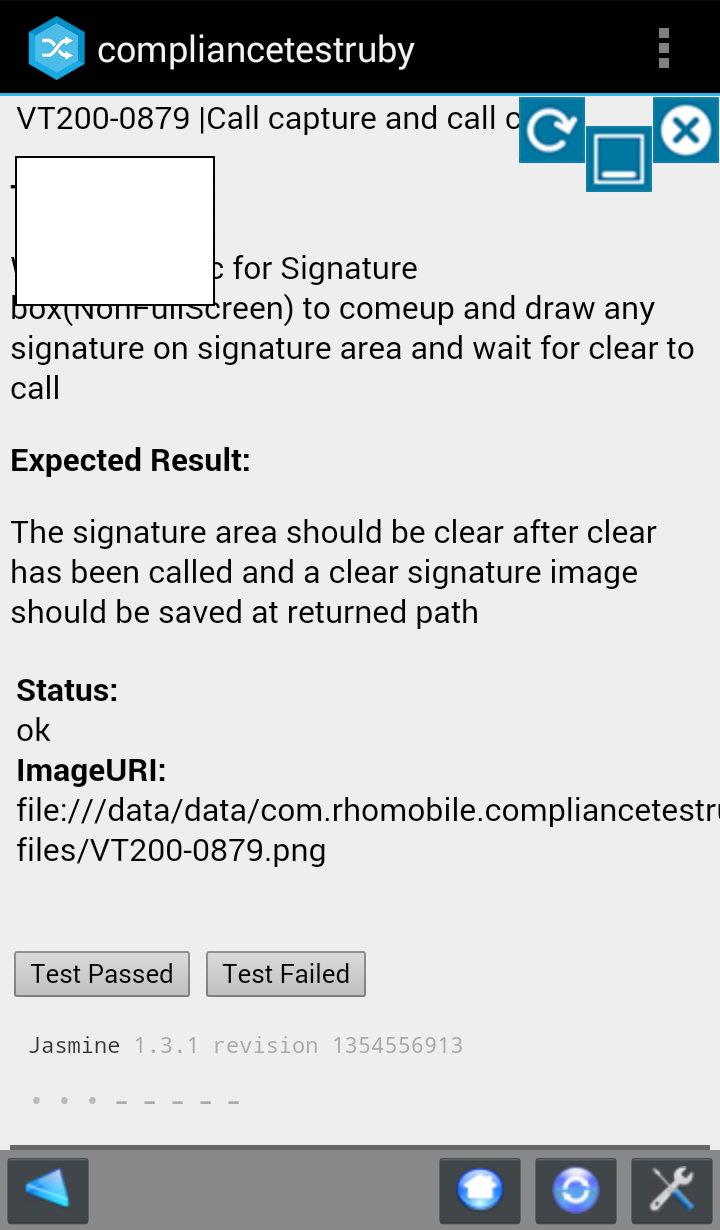 compliancetestruby
VT200-0879 |Call capture and call
for Signature
box(NonFullScreen) to comeup and draw any
signature on signature area and wait for clear to
call
Expected Result:
The signature area should be clear after clear
has been called and a clear signature image
should be saved at returned path
Status:
ok
ImageURI:
file:///data/data/com.rhomobile.compliancetestru
files/VT200-0879.png
Test Passed
Test Failed
Jasmine 1.3.1 revision 1354556913